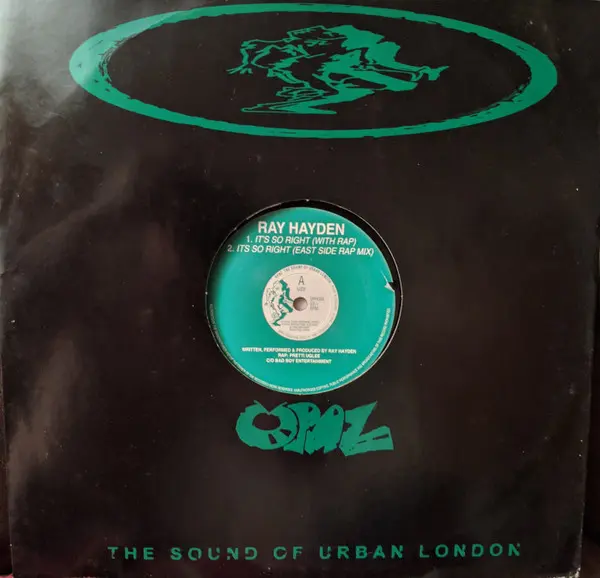 RAY HAYDEN
1. IT'S SO RIGHT (WITH RAP)
2. ITS SO RIGHT (EAST SIDE RAP MIX)
A
SIDE
WRITTEN, PERFORMED & PRODUCED BY RAY HAYDEN
RAP: PRETTI UGLEE
C/O BAD BOY ENTERTAINMENT
OPAZ
THE SOUND OF URBAN LONDON